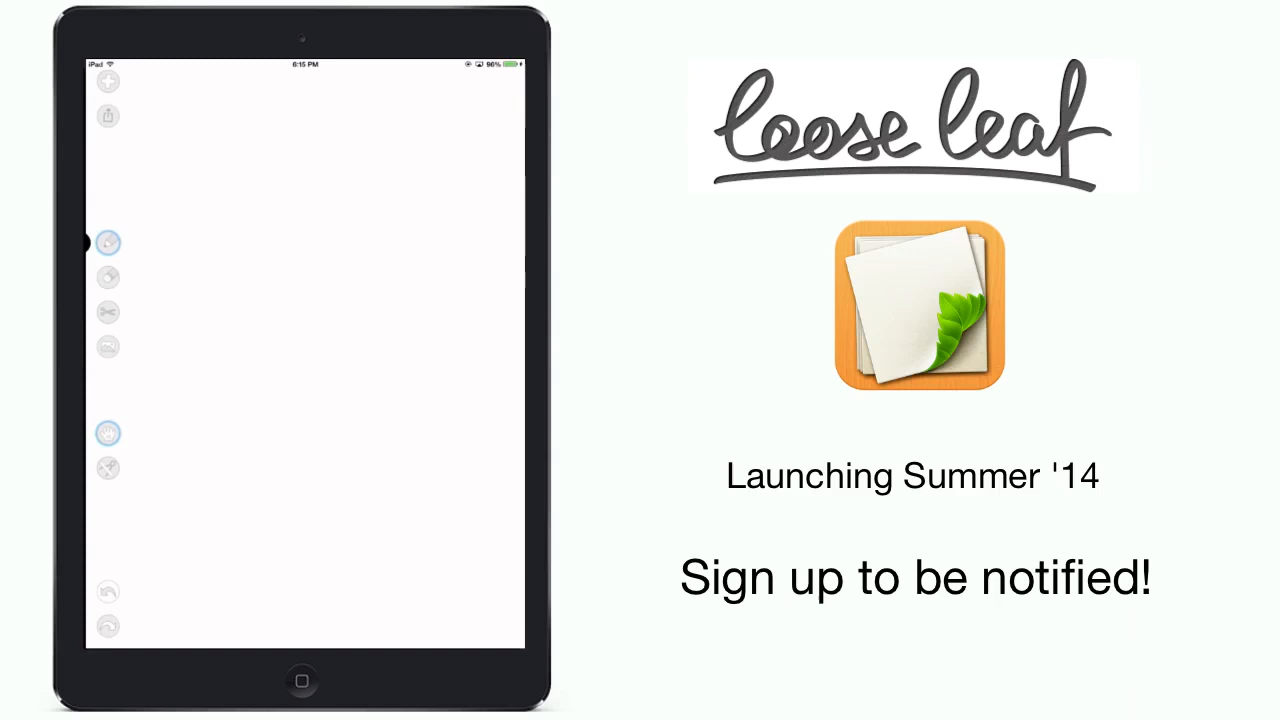 iPad 6:15 PM 96%
loose leaf
Launching Summer '14
Sign up to be notified!